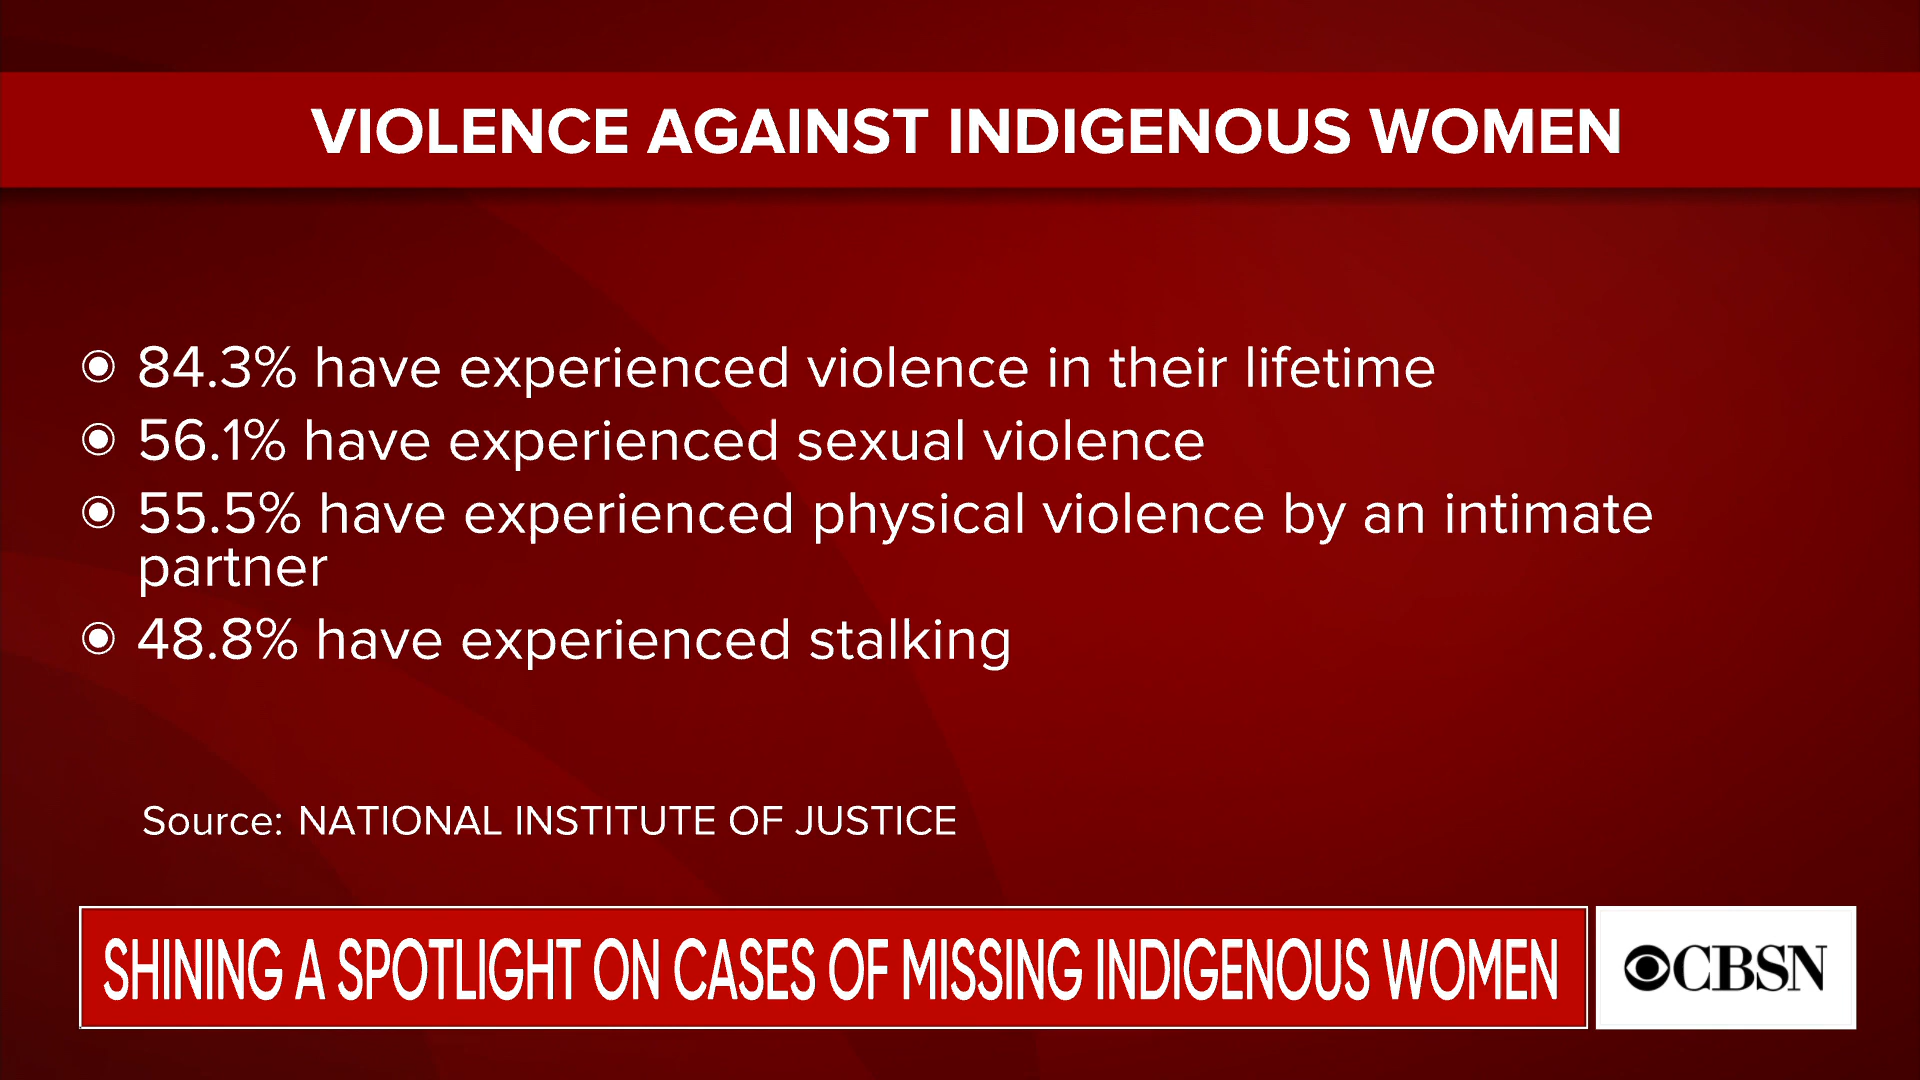 VIOLENCE AGAINST INDIGENOUS WOMEN
◉ 84.3% have experienced violence in their lifetime
◉ 56.1% have experienced sexual violence
◉ 55.5% have experienced physical violence by an intimate
partner
◉ 48.8% have experienced stalking
Source: NATIONAL INSTITUTE OF JUSTICE
SHINING A SPOTLIGHT ON CASES OF MISSING INDIGENOUS WOMEN
CBSN